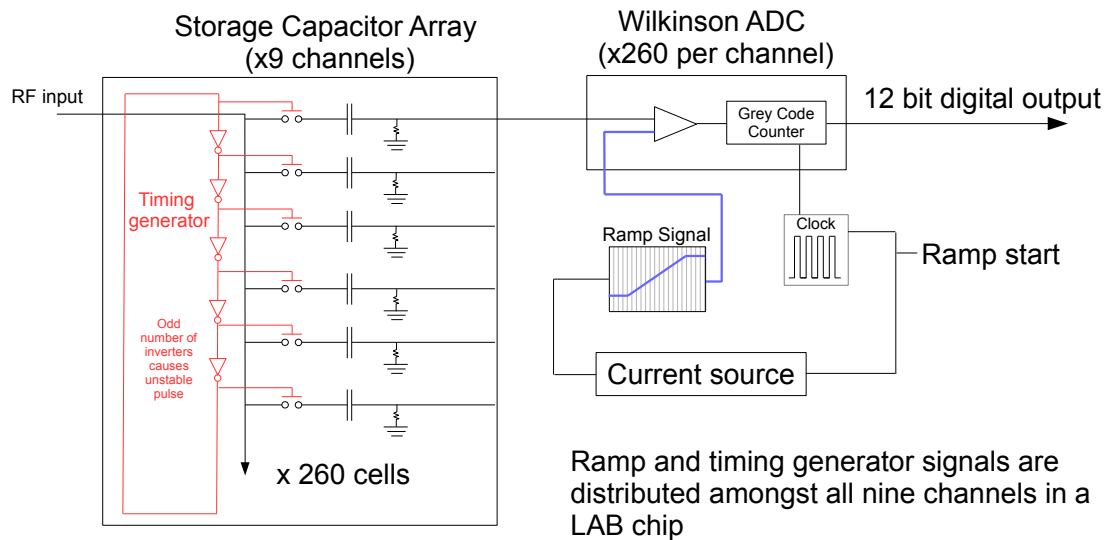 Storage Capacitor Array
(x9 channels)
Wilkinson ADC
(x260 per channel)
RF input
12 bit digital output
Grey Code
Counter
Timing
generator
Ramp Signal
Clock
Ramp start
Odd
number of
inverters
causes
unstable
pulse
Current source
x 260 cells
Ramp and timing generator signals are
distributed amongst all nine channels in a
LAB chip